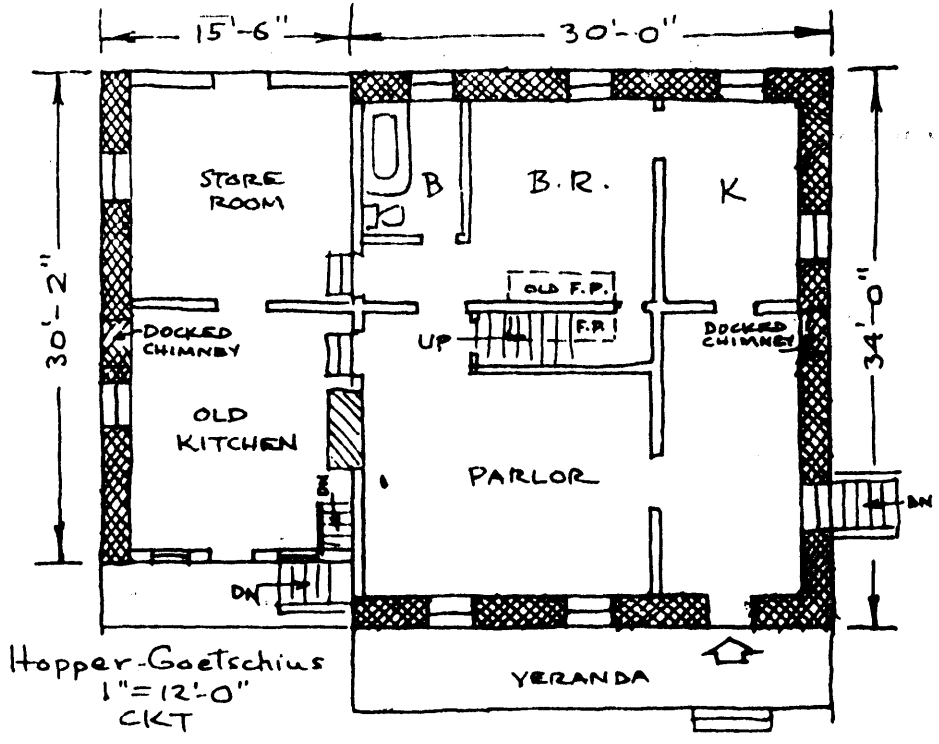 15'-6"
30'-0"
STORE
ROOM
B
B.R.
K
30'-2"
34'-0"
OLD F.P.
F.P.
UP
DOCKED
CHIMNEY
DOCKED
CHIMNEY
OLD
KITCHEN
PARLOR
DN
DN
DN
VERANDA
Hopper-Goetschius
1"=12'-0"
CKT